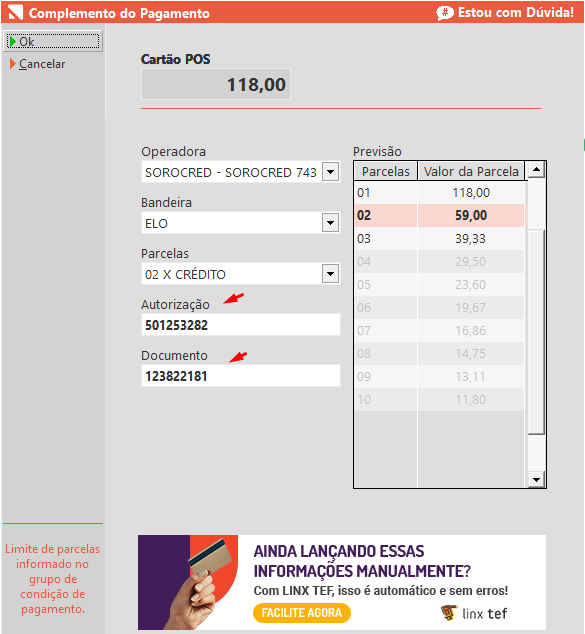 Complemento do Pagamento
# Estou com Dúvida!
Ok
Cancelar
Cartão POS
118,00
Operadora
SOROCRED - SOROCRED 743
Bandeira
ELO
Parcelas
02 X CRÉDITO
Autorização
501253282
Documento
123822181
Previsão
Parcelas Valor da Parcela
01 118,00
02 59,00
03 39,33
04 29,50
05 23,60
06 19,67
07 16,86
08 14,75
09 13,11
10 11,80
Limite de parcelas
informado no
grupo de
condição de
pagamento.
AINDA LANÇANDO ESSAS
INFORMAÇÕES MANUALMENTE?
Com LINX TEF, isso é automático e sem erros!
FACILITE AGORA
linx tef